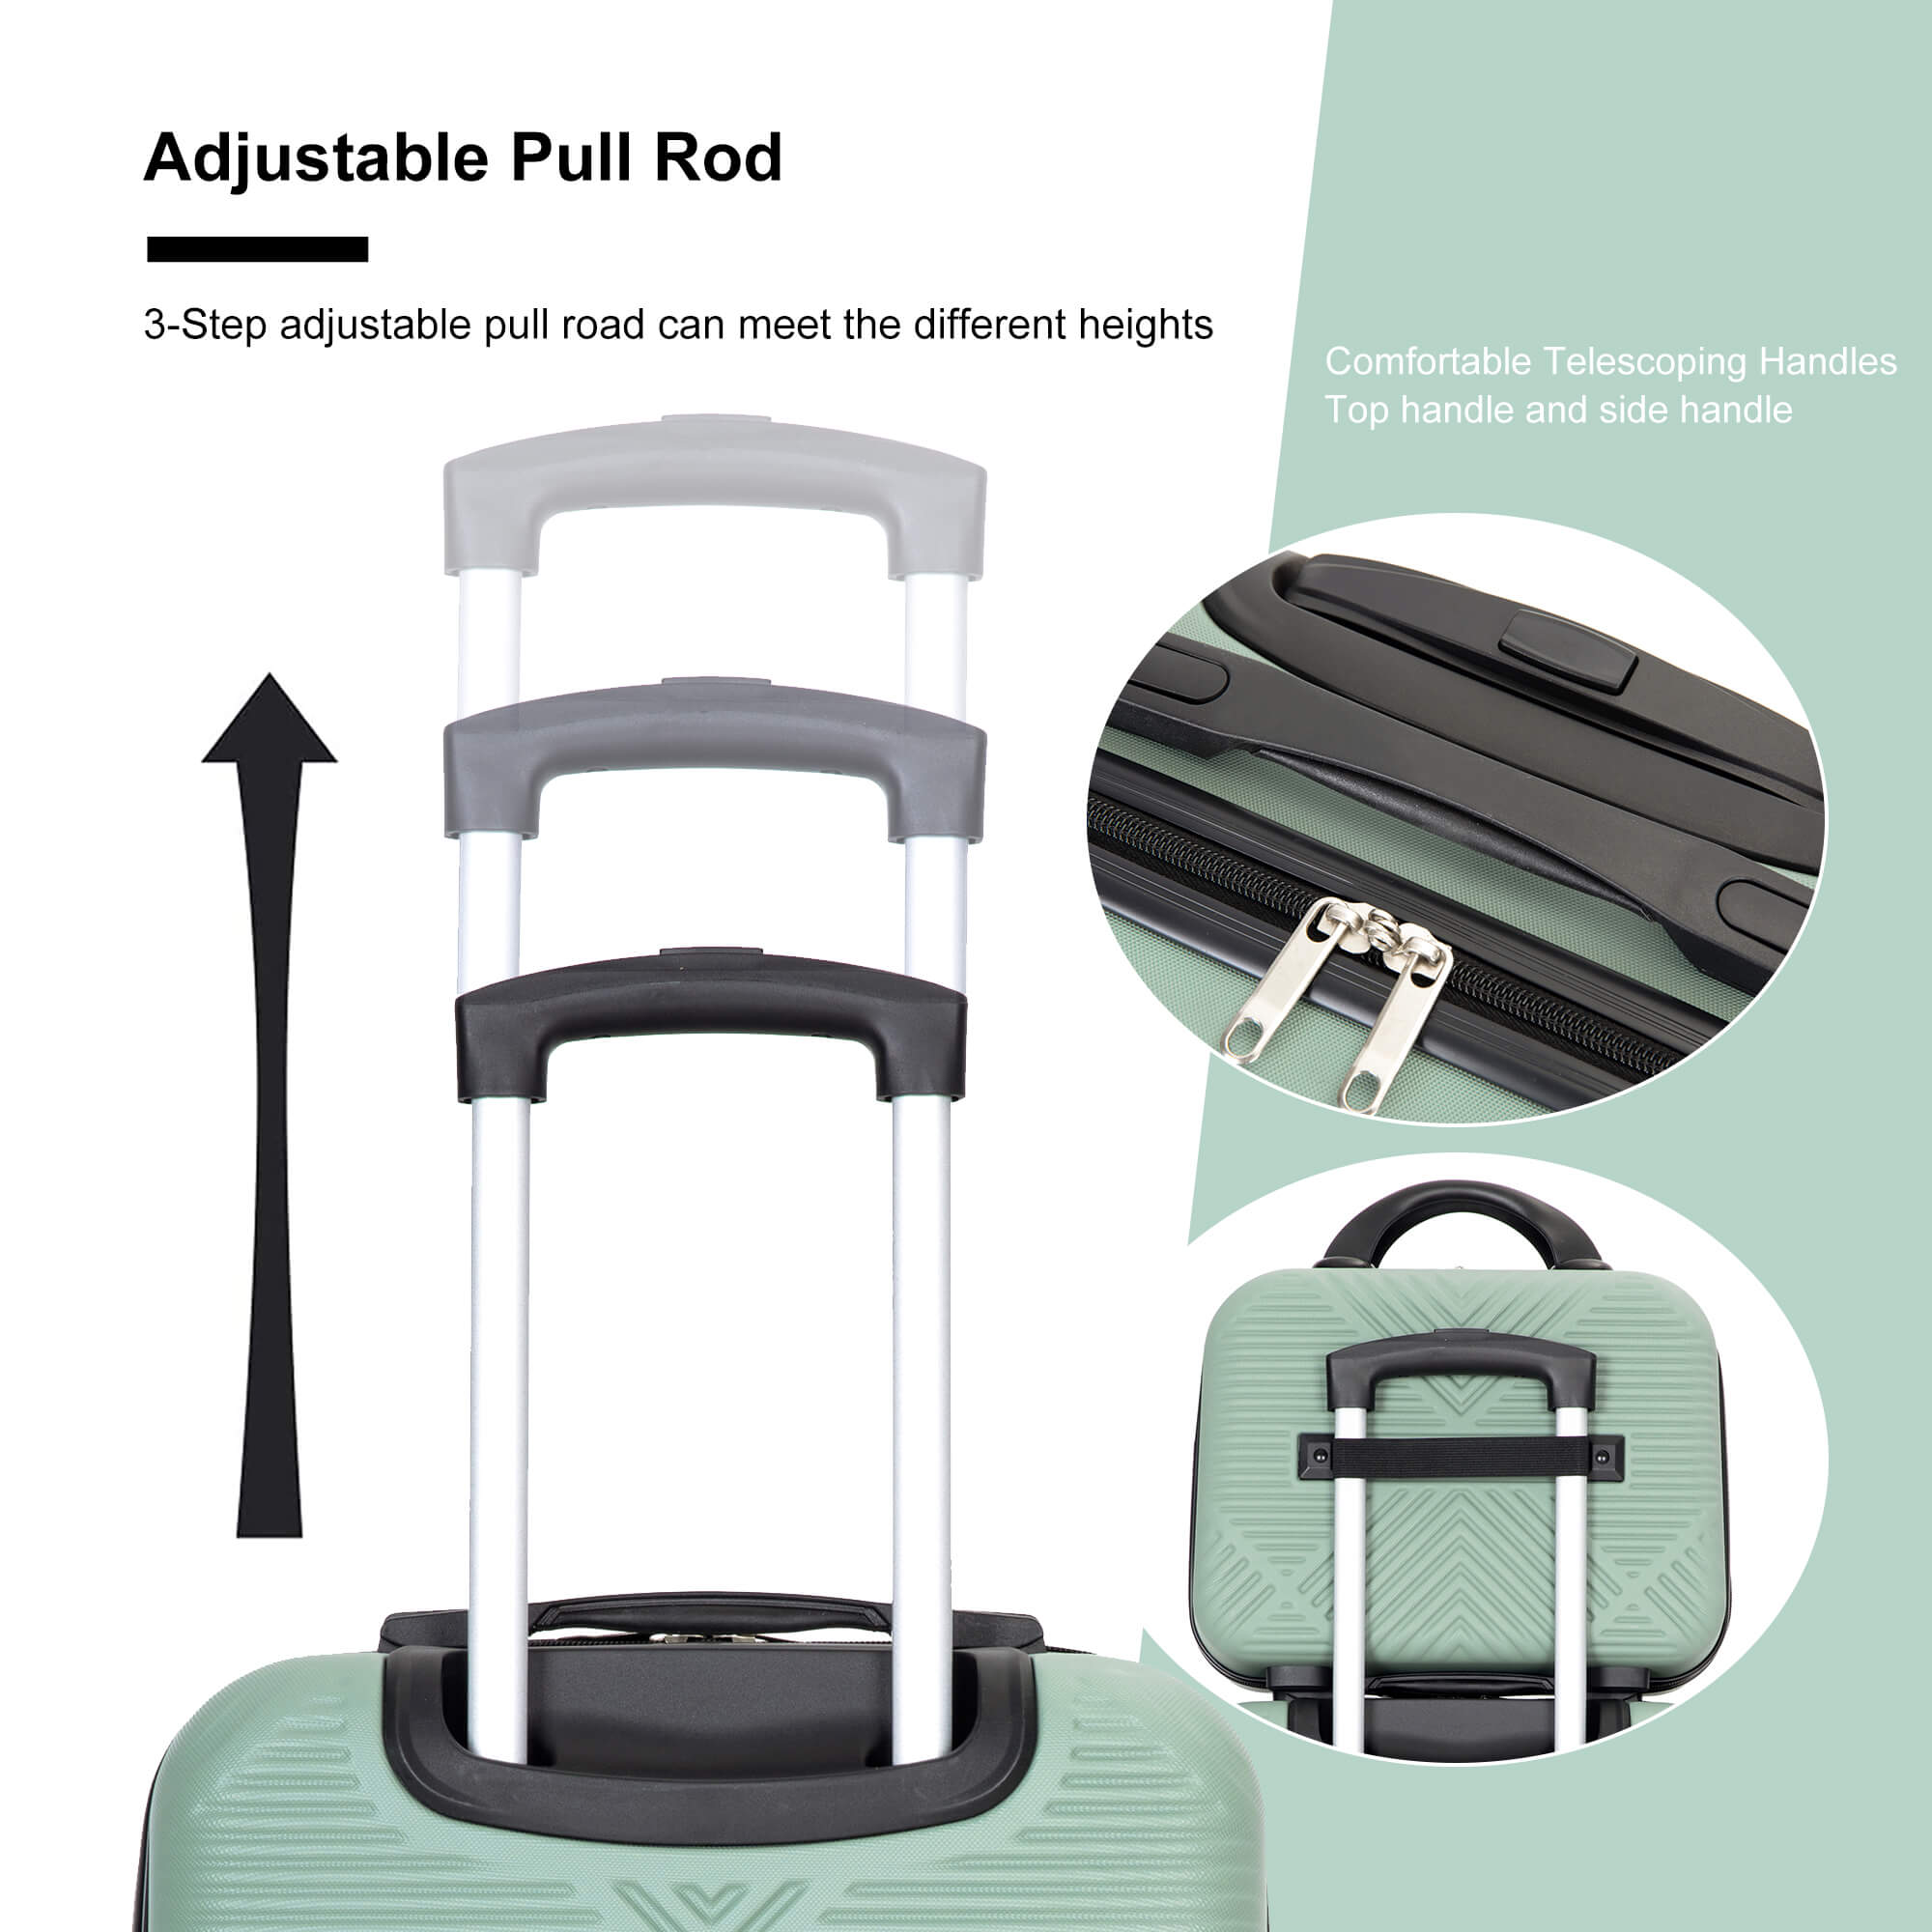 Adjustable Pull Rod
3-Step adjustable pull road can meet the different heights
Comfortable Telescoping Handles
Top handle and side handle